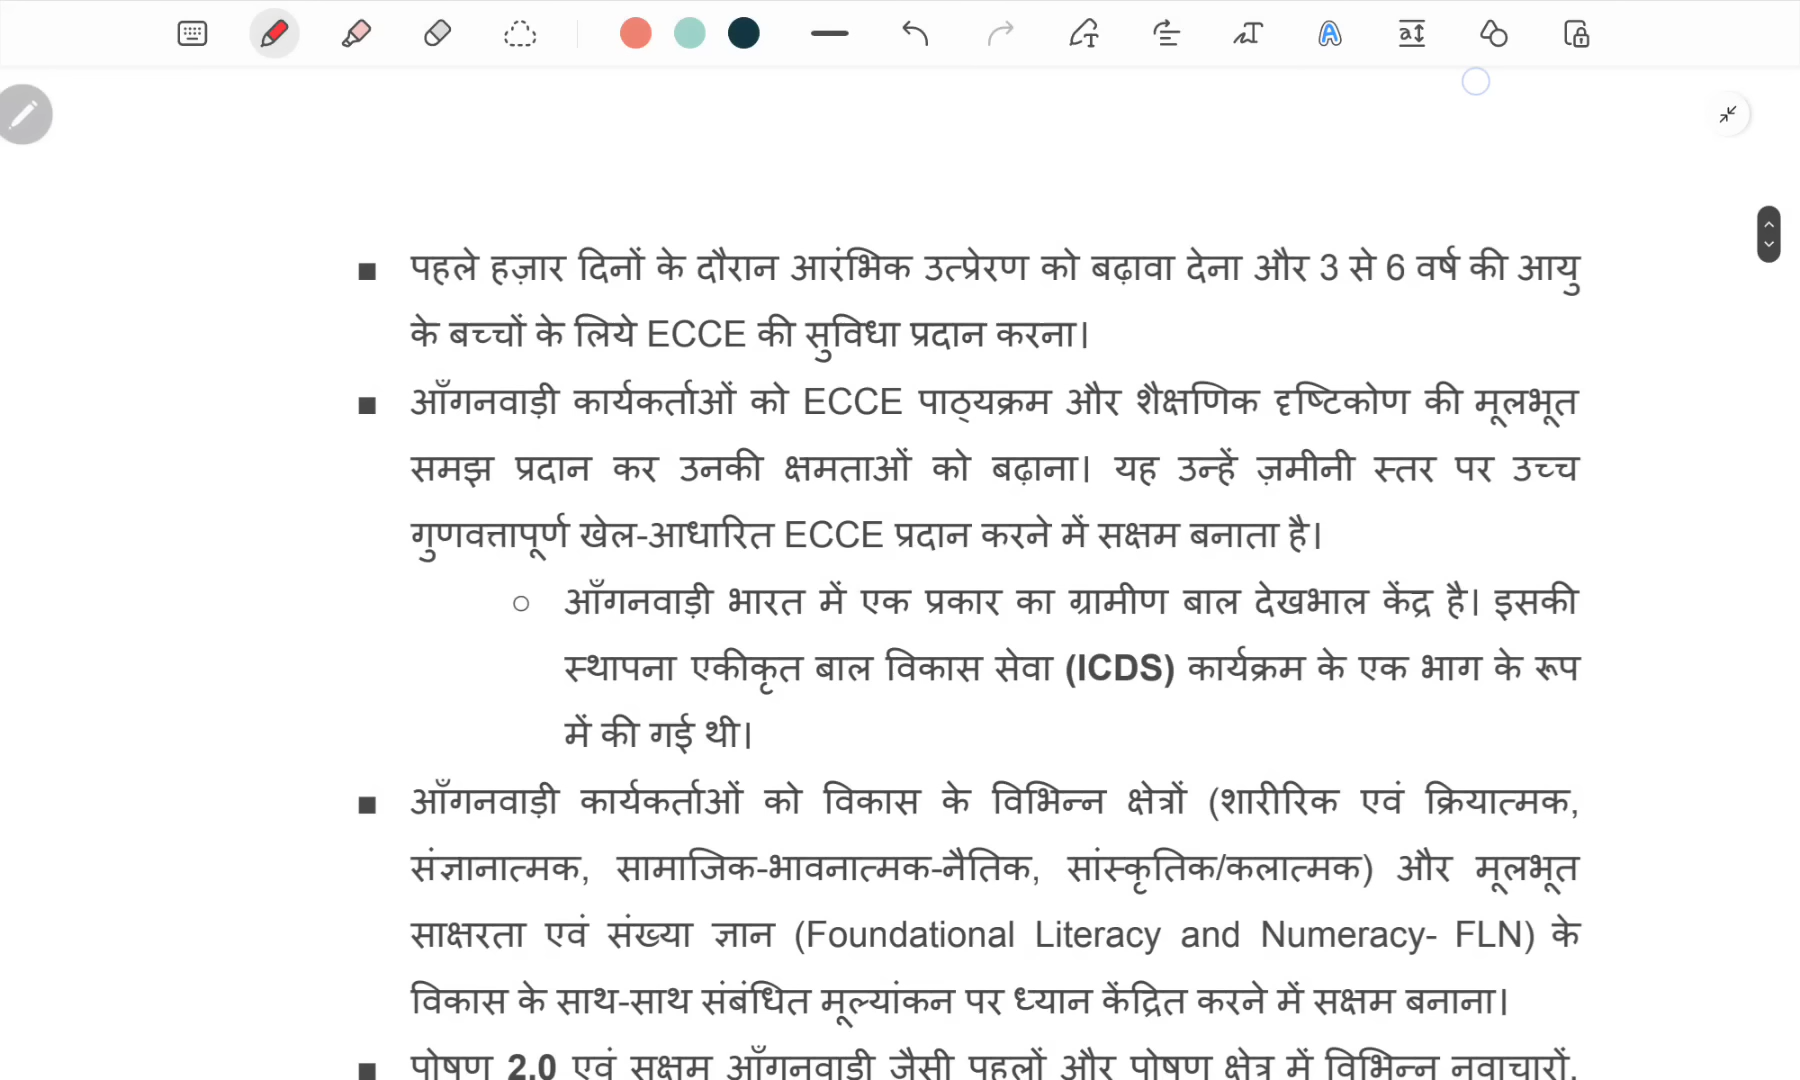 पहले हज़ार दिनों के दौरान आरंभिक उत्प्रेरण को बढ़ावा देना और 3 से 6 वर्ष की आयु
के बच्चों के लिये ECCE की सुविधा प्रदान करना।
आँगनवाड़ी कार्यकर्ताओं को ECCE पाठ्यक्रम और शैक्षणिक दृष्टिकोण की मूलभूत
समझ प्रदान कर उनकी क्षमताओं को बढ़ाना। यह उन्हें ज़मीनी स्तर पर उच्च
गुणवत्तापूर्ण खेल-आधारित ECCE प्रदान करने में सक्षम बनाता है।
आँगनवाड़ी भारत में एक प्रकार का ग्रामीण बाल देखभाल केंद्र है। इसकी
स्थापना एकीकृत बाल विकास सेवा (ICDS) कार्यक्रम के एक भाग के रूप
में की गई थी।
आँगनवाड़ी कार्यकर्ताओं को विकास के विभिन्न क्षेत्रों (शारीरिक एवं क्रियात्मक,
संज्ञानात्मक, सामाजिक-भावनात्मक-नैतिक, सांस्कृतिक/कलात्मक) और मूलभूत
साक्षरता एवं संख्या ज्ञान (Foundational Literacy and Numeracy- FLN) के
विकास के साथ-साथ संबंधित मूल्यांकन पर ध्यान केंद्रित करने में सक्षम बनाना।
पोषण 2.0 एवं सक्षम आँगनवाड़ी जैसी पहलों और पोषण क्षेत्र में विभिन्न नवाचारों,